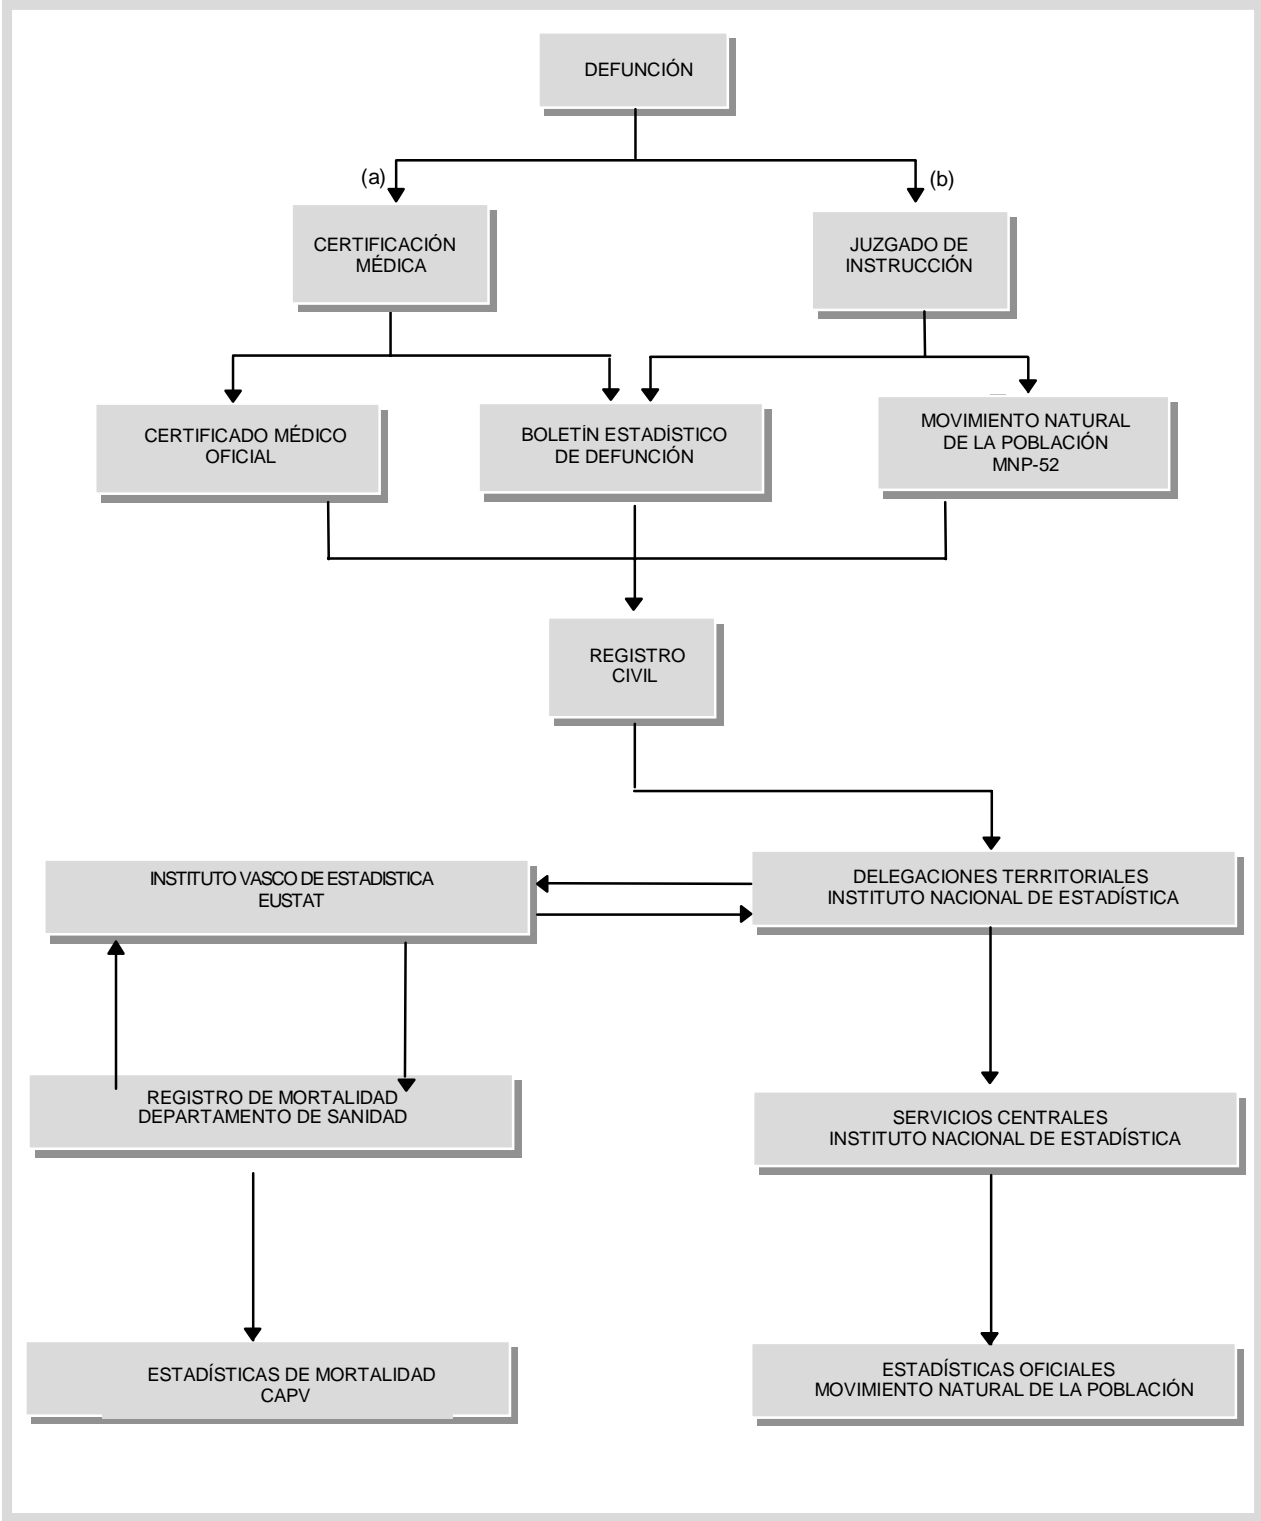 DEFUNCIÓN
(a)
(b)
CERTIFICACIÓN
MÉDICA
JUZGADO DE
INSTRUCCIÓN
CERTIFICADO MÉDICO
OFICIAL
BOLETÍN ESTADÍSTICO
DE DEFUNCIÓN
MOVIMIENTO NATURAL
DE LA POBLACIÓN
MNP-52
REGISTRO
CIVIL
INSTITUTO VASCO DE ESTADISTICA
EUSTAT
DELEGACIONES TERRITORIALES
INSTITUTO NACIONAL DE ESTADÍSTICA
REGISTRO DE MORTALIDAD
DEPARTAMENTO DE SANIDAD
SERVICIOS CENTRALES
INSTITUTO NACIONAL DE ESTADÍSTICA
ESTADÍSTICAS DE MORTALIDAD
CAPV
ESTADÍSTICAS OFICIALES
MOVIMIENTO NATURAL DE LA POBLACIÓN